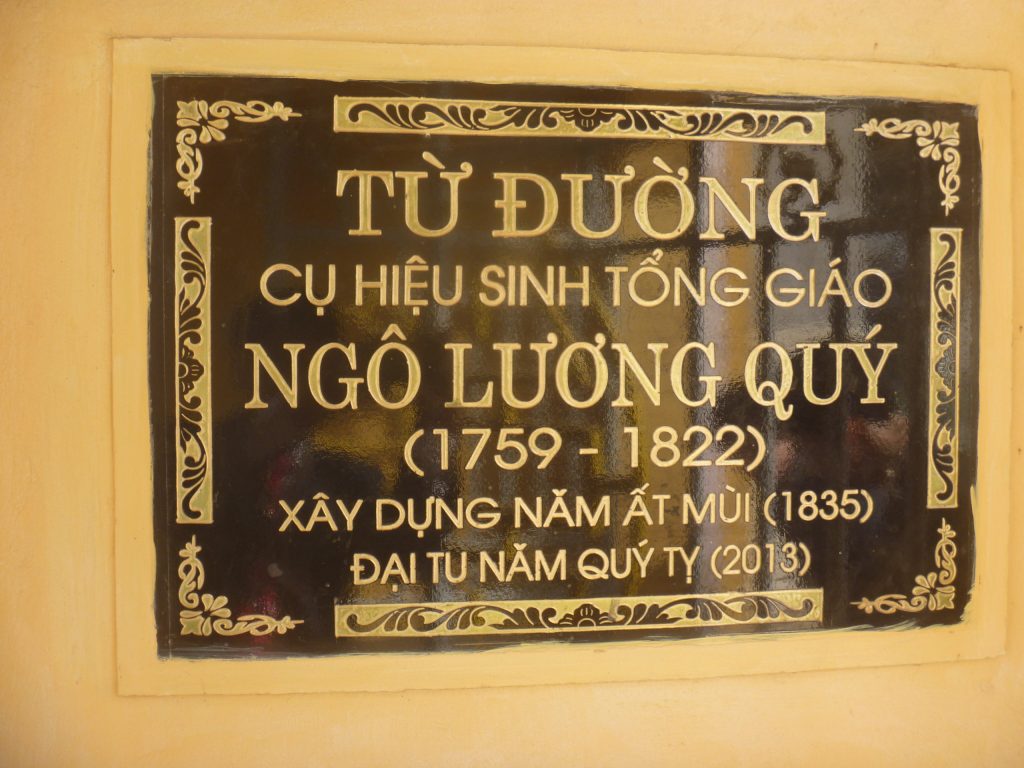 TỪ ĐƯỜNG
CỤ HIỆU SINH TỔNG GIÁO
NGÔ LƯƠNG QUÝ
(1759 - 1822)
XÂY DỰNG NĂM ẤT MÙI (1835)
ĐẠI TU NĂM QUÝ TỴ (2013)